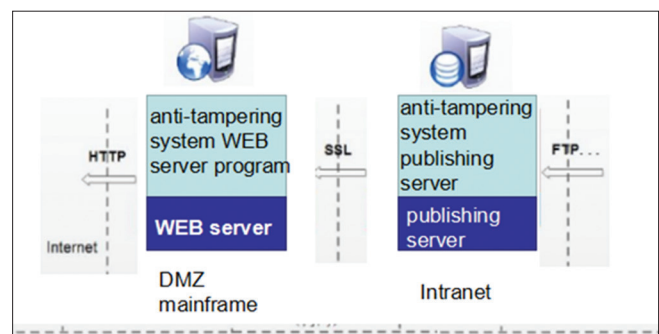 anti-tampering
system WEB
server program
anti-tampering
system
publishing
server
HTTP
SSL
FTP...
WEB server
publishing
server
Internet
DMZ
mainframe
Intranet